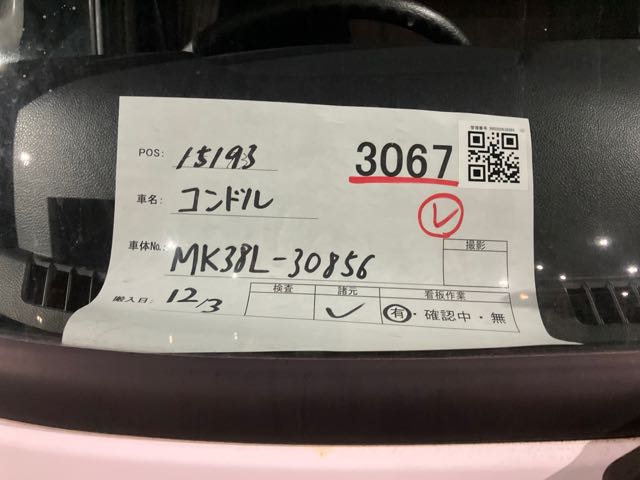 POS: 15193
3067
車名: コンドル
レ
車体No.: MK38L-30856
撮影
搬入日: 12/3
検査 諸元 看板作業
✓ 有・確認中・無